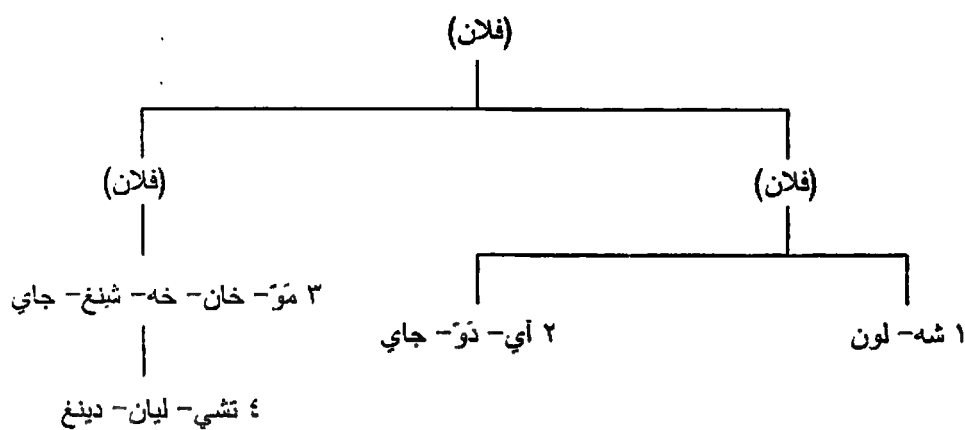 (فلان)
(فلان)
(فلان)
١ شه- لون
٢ آي- دَوّ- جاي
٣ مَوّ- خان- خه- شِنغ- جاي
٤ تشي- ليان- دينغ